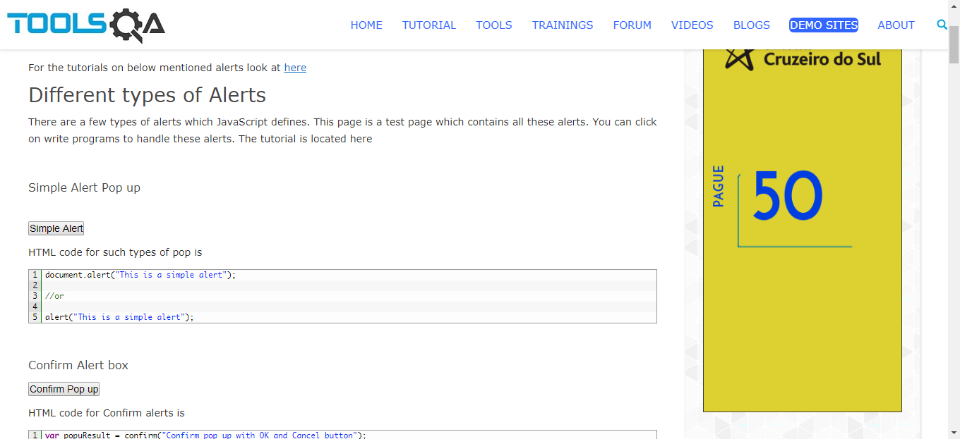 TOOLSQA
HOME TUTORIAL TOOLS TRAININGS FORUM VIDEOS BLOGS DEMO SITES ABOUT
For the tutorials on below mentioned alerts look at here
Different types of Alerts
There are a few types of alerts which JavaScript defines. This page is a test page which contains all these alerts. You can click
on write programs to handle these alerts. The tutorial is located here
Simple Alert Pop up
Simple Alert
HTML code for such types of pop is
1 document.alert("This is a simple alert");
2
3 //or
4
5 alert("This is a simple alert");
Confirm Alert box
Confirm Pop up
HTML code for Confirm alerts is
1 var popuResult = confirm("Confirm pop up with OK and Cancel button");
Cruzeiro do Sul
PAGUE
50